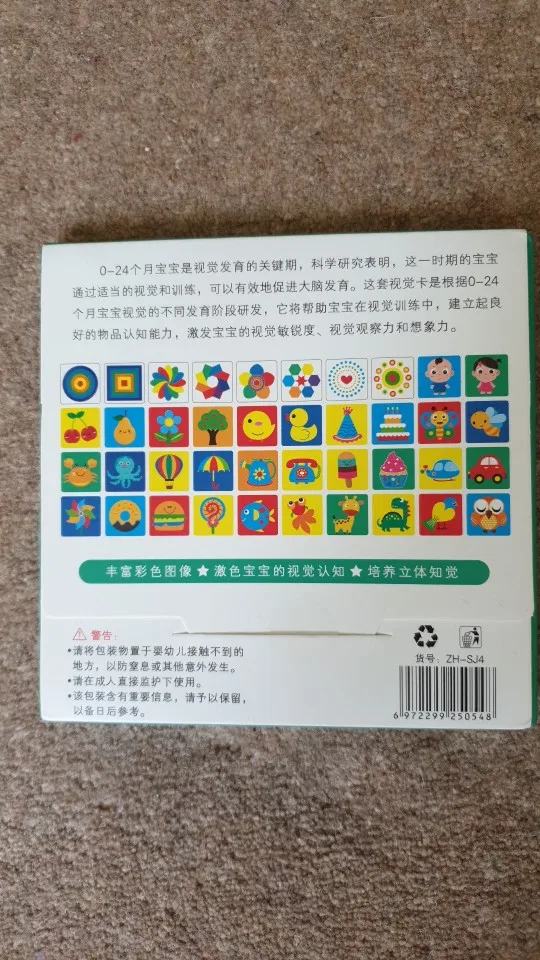 0-24个月宝宝是视觉发育的关键期，科学研究表明，这一时期的宝宝
通过适当的视觉和训练，可以有效地促进大脑发育。这套视觉卡是根据0-24
个月宝宝视觉的不同发育阶段研发，它将帮助宝宝在视觉训练中，建立起良
好的物品认知能力，激发宝宝的视觉敏锐度、视觉观察力和想象力。
丰富彩色图像★激色宝宝的视觉认知★培养立体知觉
警告：
•请将包装物置于婴幼儿接触不到的
地方，以防窒息或其他意外发生。
•请在成人直接监护下使用。
•该包装含有重要信息，请予以保留，
以备日后参考。
货号：ZH-SJ4
6 972299 250548